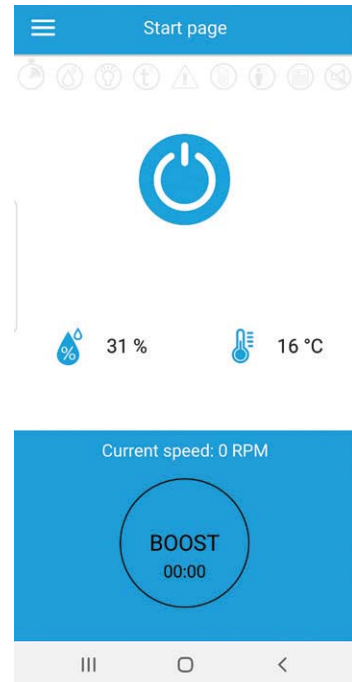 Start page
31 %
16 °C
Current speed: 0 RPM
BOOST
00:00